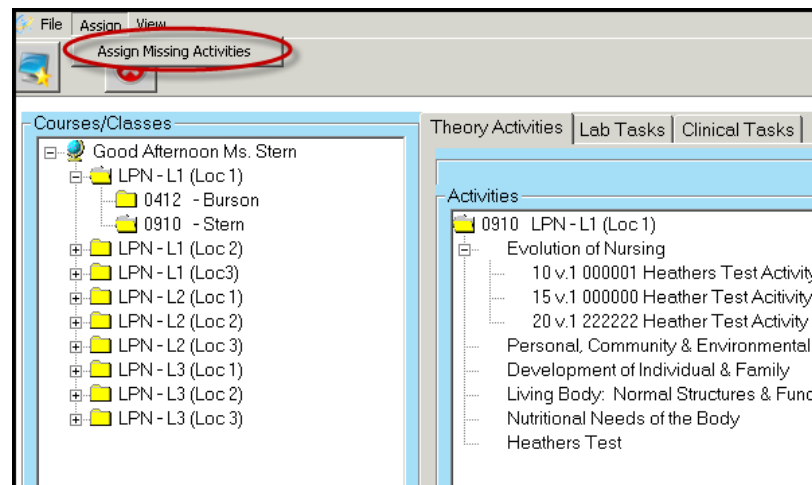 File Assign View
Assign Missing Activities
Courses/Classes
Good Afternoon Ms. Stern
LPN - L1 (Loc 1)
0412 - Burson
0910 - Stern
LPN - L1 (Loc 2)
LPN - L1 (Loc3)
LPN - L2 (Loc 1)
LPN - L2 (Loc 2)
LPN - L2 (Loc 3)
LPN - L3 (Loc 1)
LPN - L3 (Loc 2)
LPN - L3 (Loc 3)
Theory Activities Lab Tasks Clinical Tasks
Activities
0910 LPN - L1 (Loc 1)
Evolution of Nursing
10 v.1 000001 Heathers Test Activity
15 v.1 000000 Heather Test Acitivity
20 v.1 222222 Heather Test Activity
Personal, Community & Environmental
Development of Individual & Family
Living Body: Normal Structures & Func
Nutritional Needs of the Body
Heathers Test